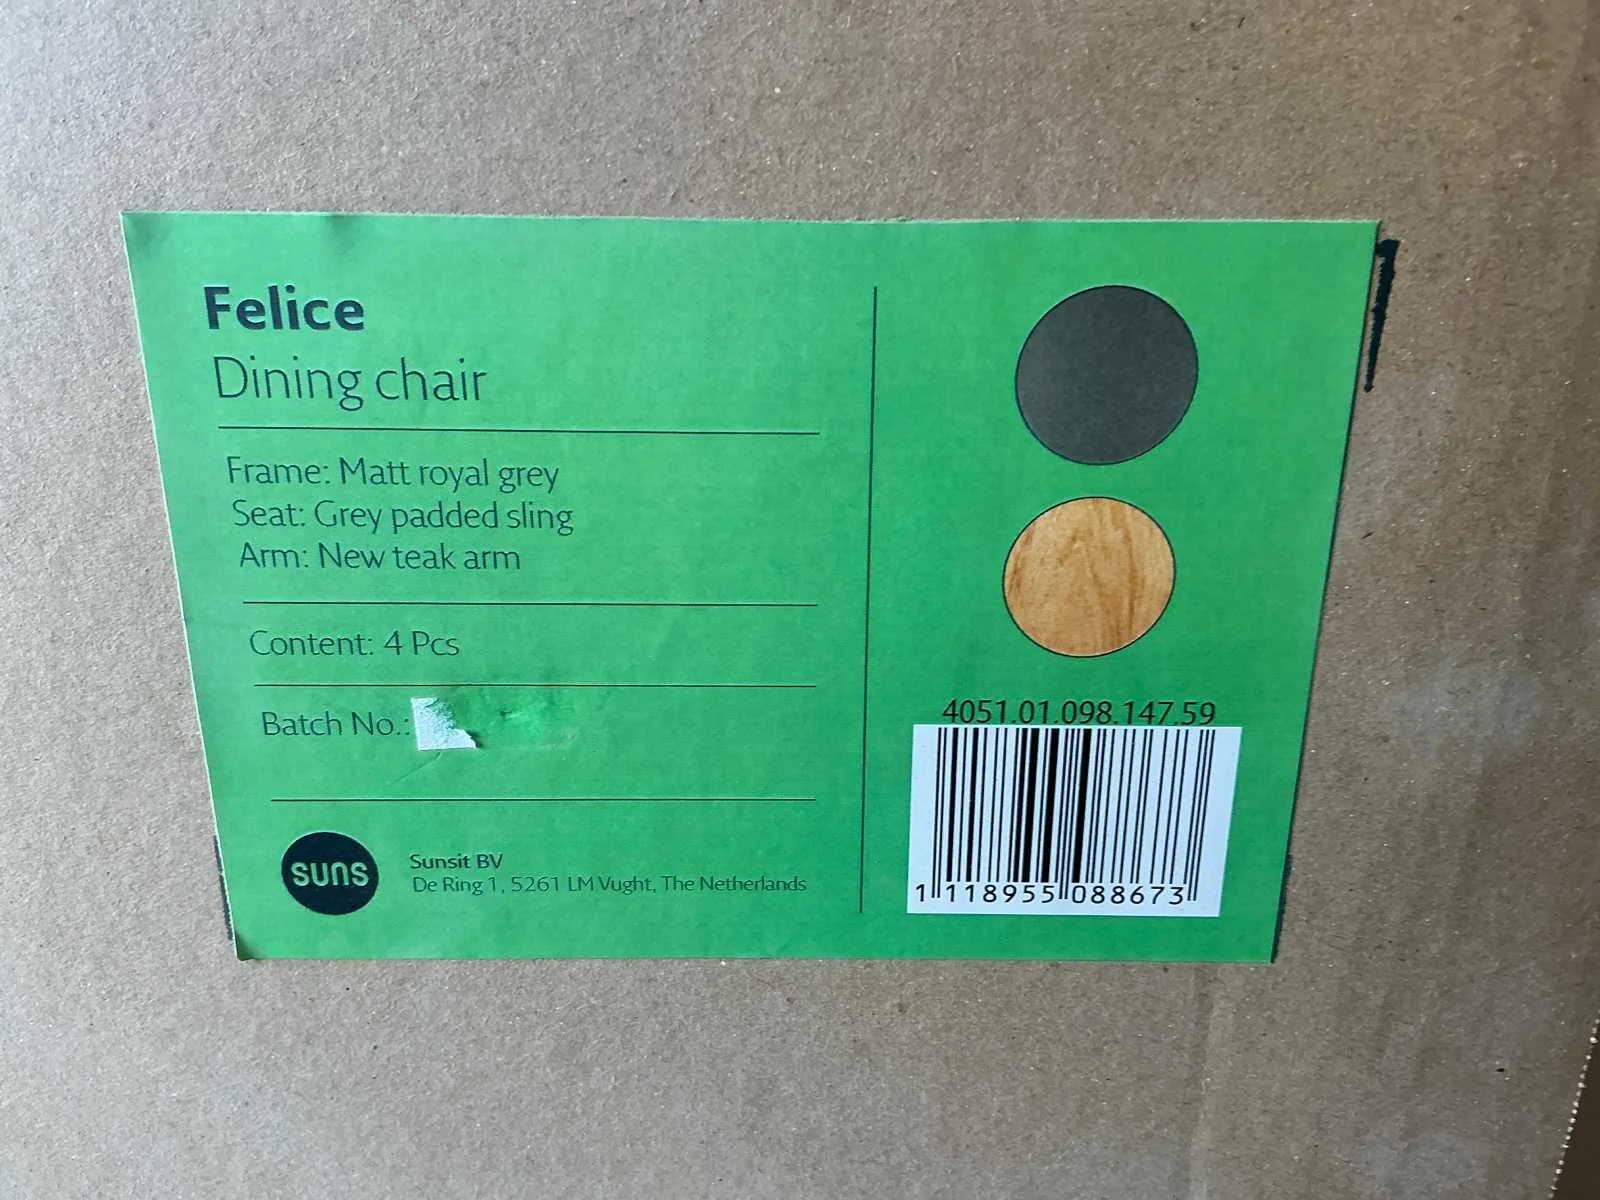 Felice
Dining chair
Frame: Matt royal grey
Seat: Grey padded sling
Arm: New teak arm
Content: 4 Pcs
Batch No.:
suns
Sunsit BV
De Ring 1, 5261 LM Vught, The Netherlands
4051.01.098.147.59
1 118955 088673